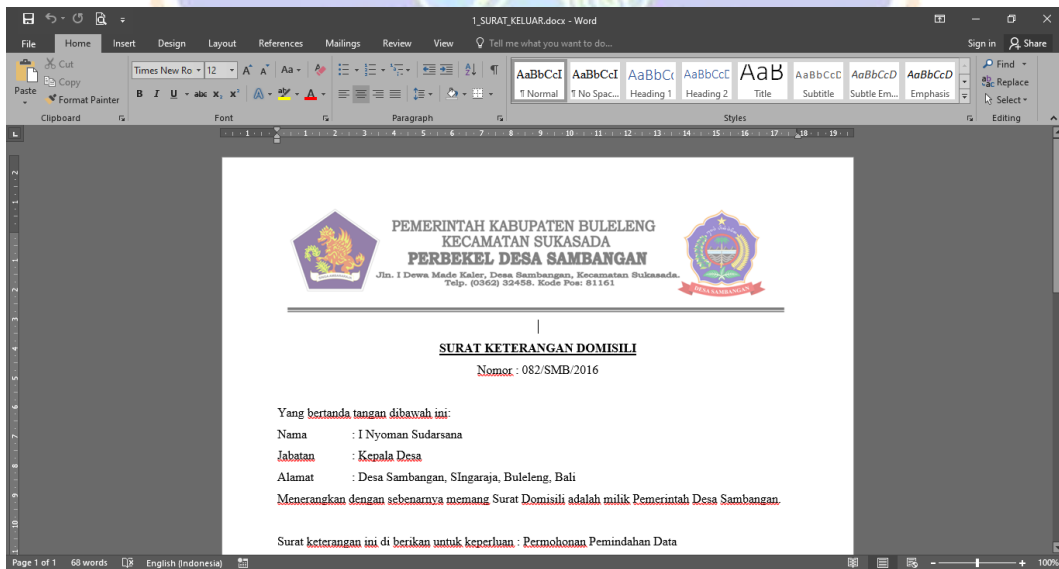 1_SURAT_KELUAR.docx - Word
File Home Insert Design Layout References Mailings Review View Tell me what you want to do... Sign in Share
Paste
Cut
Copy
Format Painter
Clipboard
Times New Ro 12
Font
Paragraph
AaBbCcI AaBbCcI AaBbCc AaBbCcC AaB AaBbCcC AaBbCcD AaBbCcD
¶ Normal ¶ No Spac... Heading 1 Heading 2 Title Subtitle Subtle Em... Emphasis
Styles
Find
Replace
Select
Editing
PEMERINTAH KABUPATEN BULELENG
KECAMATAN SUKASADA
PERBEKEL DESA SAMBANGAN
Jln. I Dewa Made Kaler, Desa Sambangan, Kecamatan Sukasada.
Telp. (0362) 32458. Kode Pos: 81161
DESA SAMBANGAN
SURAT KETERANGAN DOMISILI
Nomor : 082/SMB/2016
Yang bertanda tangan dibawah ini:
Nama : I Nyoman Sudarsana
Jabatan : Kepala Desa
Alamat : Desa Sambangan, SIngaraja, Buleleng, Bali
Menerangkan dengan sebenarnya memang Surat Domisili adalah milik Pemerintah Desa Sambangan.
Surat keterangan ini di berikan untuk keperluan : Permohonan Pemindahan Data
Page 1 of 1 68 words English (Indonesia) 100%